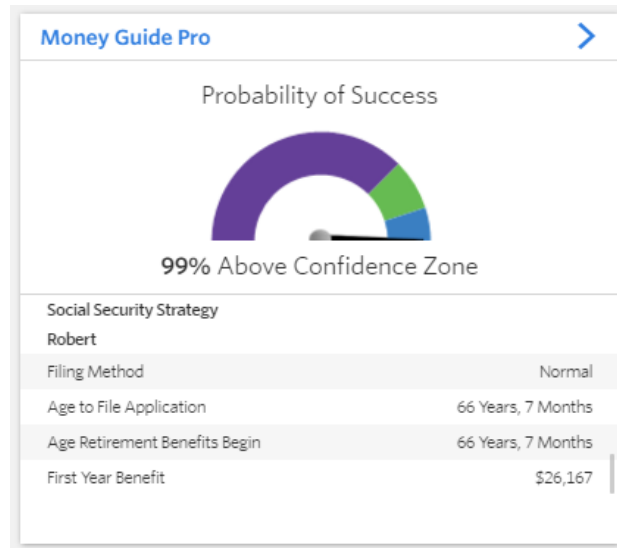 Money Guide Pro
Probability of Success
99% Above Confidence Zone
Social Security Strategy
Robert
Filing Method Normal
Age to File Application 66 Years, 7 Months
Age Retirement Benefits Begin 66 Years, 7 Months
First Year Benefit $26,167